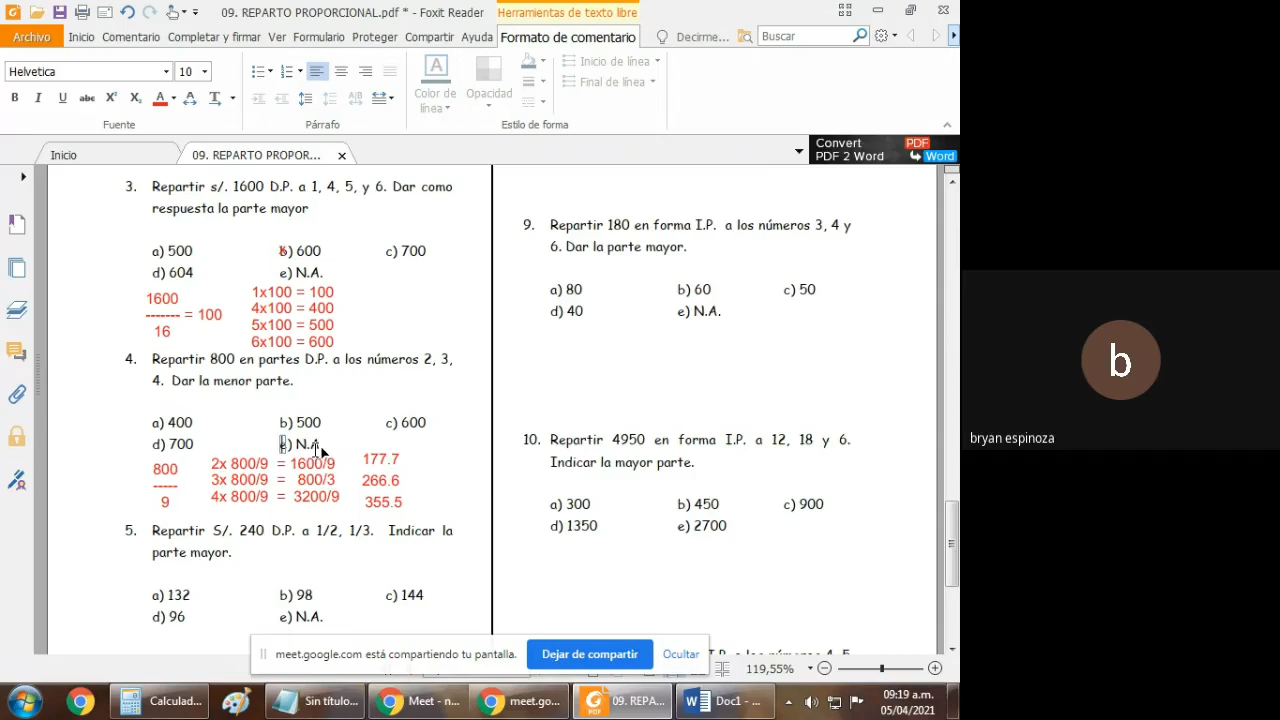 09. REPARTO PROPORCIONAL.pdf * - Foxit Reader
Herramientas de texto libre
Archivo Inicio Comentario Completar y firmar Ver Formulario Proteger Compartir Ayuda Formato de comentario Decirme... Buscar
Helvetica 10
Color de línea
Opacidad
Inicio de línea
Final de línea
Fuente Párrafo Estilo de forma
Inicio 09. REPARTO PROPOR...
Convert
PDF 2 Word
PDF
Word
3. Repartir s/. 1600 D.P. a 1, 4, 5, y 6. Dar como
respuesta la parte mayor
a) 500 b) 600 c) 700
d) 604 e) N.A.
1600
------- = 100
16
1x100 = 100
4x100 = 400
5x100 = 500
6x100 = 600
4. Repartir 800 en partes D.P. a los números 2, 3,
4. Dar la menor parte.
a) 400 b) 500 c) 600
d) 700 e) N.A
800
-----
9
2x 800/9 = 1600/9 177.7
3x 800/9 = 800/3 266.6
4x 800/9 = 3200/9 355.5
5. Repartir S/. 240 D.P. a 1/2, 1/3. Indicar la
parte mayor.
a) 132 b) 98 c) 144
d) 96 e) N.A.
9. Repartir 180 en forma I.P. a los números 3, 4 y
6. Dar la parte mayor.
a) 80 b) 60 c) 50
d) 40 e) N.A.
10. Repartir 4950 en forma I.P. a 12, 18 y 6.
Indicar la mayor parte.
a) 300 b) 450 c) 900
d) 1350 e) 2700
I.P. a los números 4, 5
meet.google.com está compartiendo tu pantalla. Dejar de compartir Ocultar
119,55%
b
bryan espinoza
Calculad... Sin título... Meet - n... meet.go... 09. REPA... Doc1 - ...
09:19 a.m.
05/04/2021